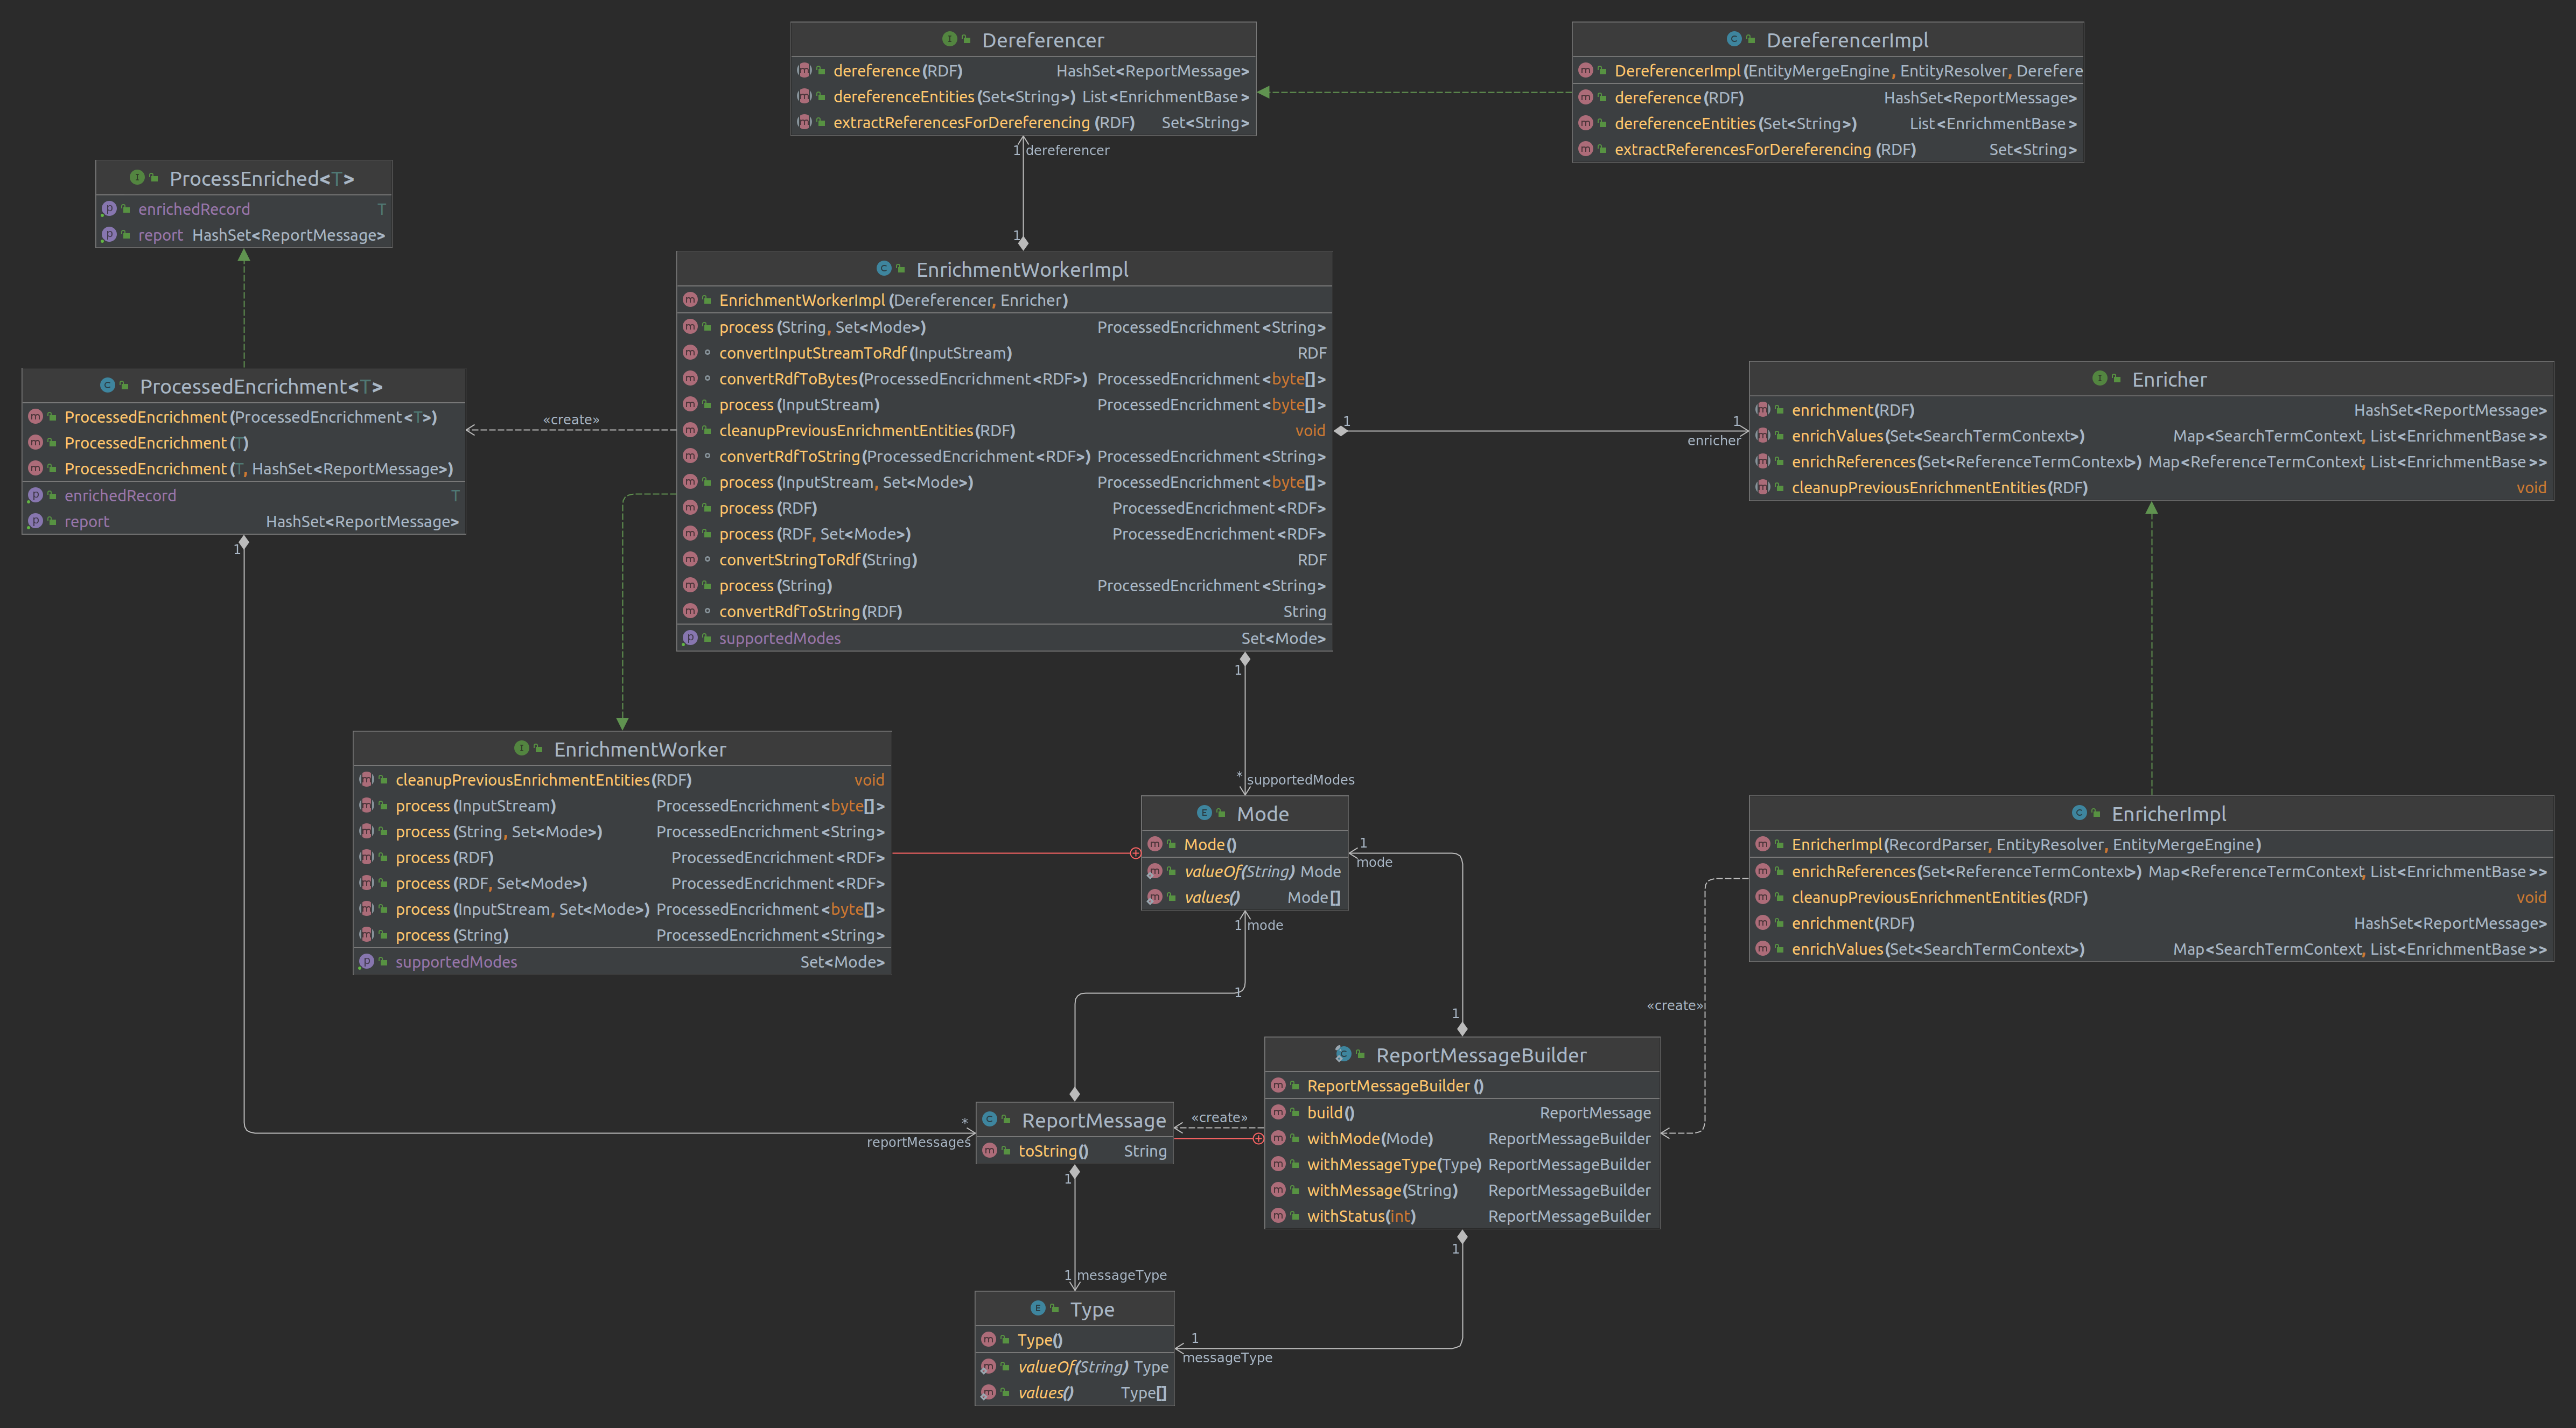 Dereferencer
dereference(RDF) HashSet<ReportMessage>
dereferenceEntities(Set<String>) List<EnrichmentBase>
extractReferencesForDereferencing(RDF) Set<String>
DereferencerImpl
DereferencerImpl(EntityMergeEngine, EntityResolver, Derefere
dereference(RDF) HashSet<ReportMessage>
dereferenceEntities(Set<String>) List<EnrichmentBase>
extractReferencesForDereferencing(RDF) Set<String>
1 dereferencer
1
ProcessEnriched<T>
enrichedRecord T
report HashSet<ReportMessage>
EnrichmentWorkerImpl
EnrichmentWorkerImpl(Dereferencer, Enricher)
process(String, Set<Mode>) ProcessedEncrichment<String>
convertInputStreamToRdf(InputStream) RDF
convertRdfToBytes(ProcessedEncrichment<RDF>) ProcessedEncrichment<byte[]>
process(InputStream) ProcessedEncrichment<byte[]>
cleanupPreviousEnrichmentEntities(RDF) void
convertRdfToString(ProcessedEncrichment<RDF>) ProcessedEncrichment<String>
process(InputStream, Set<Mode>) ProcessedEncrichment<byte[]>
process(RDF) ProcessedEncrichment<RDF>
process(RDF, Set<Mode>) ProcessedEncrichment<RDF>
convertStringToRdf(String) RDF
process(String) ProcessedEncrichment<String>
convertRdfToString(RDF) String
supportedModes Set<Mode>
ProcessedEncrichment<T>
ProcessedEncrichment(ProcessedEncrichment<T>)
ProcessedEncrichment(T)
ProcessedEncrichment(T, HashSet<ReportMessage>)
enrichedRecord T
report HashSet<ReportMessage>
«create»
1
1
1
enricher
Enricher
enrichment(RDF) HashSet<ReportMessage>
enrichValues(Set<SearchTermContext>) Map<SearchTermContext, List<EnrichmentBase>>
enrichReferences(Set<ReferenceTermContext>) Map<ReferenceTermContext, List<EnrichmentBase>>
cleanupPreviousEnrichmentEntities(RDF) void
1
* supportedModes
EnrichmentWorker
cleanupPreviousEnrichmentEntities(RDF) void
process(InputStream) ProcessedEncrichment<byte[]>
process(String, Set<Mode>) ProcessedEncrichment<String>
process(RDF) ProcessedEncrichment<RDF>
process(RDF, Set<Mode>) ProcessedEncrichment<RDF>
process(InputStream, Set<Mode>) ProcessedEncrichment<byte[]>
process(String) ProcessedEncrichment<String>
supportedModes Set<Mode>
Mode
Mode()
valueOf(String) Mode
values() Mode[]
1
mode
1 mode
1
1
EnricherImpl
EnricherImpl(RecordParser, EntityResolver, EntityMergeEngine)
enrichReferences(Set<ReferenceTermContext>) Map<ReferenceTermContext, List<EnrichmentBase>>
cleanupPreviousEnrichmentEntities(RDF) void
enrichment(RDF) HashSet<ReportMessage>
enrichValues(Set<SearchTermContext>) Map<SearchTermContext, List<EnrichmentBase>>
«create»
ReportMessageBuilder
ReportMessageBuilder()
build() ReportMessage
withMode(Mode) ReportMessageBuilder
withMessageType(Type) ReportMessageBuilder
withMessage(String) ReportMessageBuilder
withStatus(int) ReportMessageBuilder
«create»
*
reportMessages
ReportMessage
toString() String
1
1
1 messageType
Type
Type()
valueOf(String) Type
values() Type[]
1
messageType